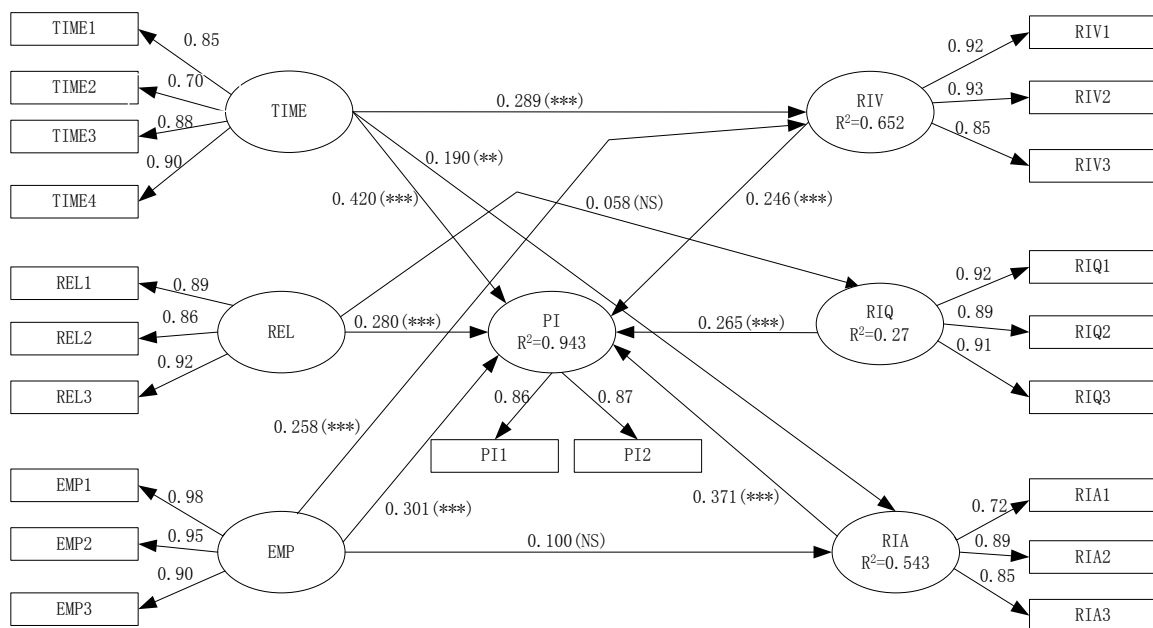 TIME1
0.85
TIME2
0.70
TIME3
0.88
TIME4
0.90
TIME
0.289(***)
0.190(**)
0.420(***)
RIV
R²=0.652
0.92
RIV1
0.93
RIV2
0.85
RIV3
0.246(***)
0.058(NS)
REL1
0.89
REL2
0.86
REL3
0.92
REL
0.280(***)
PI
R²=0.943
0.265(***)
RIQ
R²=0.27
0.92
RIQ1
0.89
RIQ2
0.91
RIQ3
0.86
0.87
PI1
PI2
0.258(***)
0.301(***)
0.371(***)
EMP1
0.98
EMP2
0.95
EMP3
0.90
EMP
0.100(NS)
RIA
R²=0.543
0.72
RIA1
0.89
RIA2
0.85
RIA3